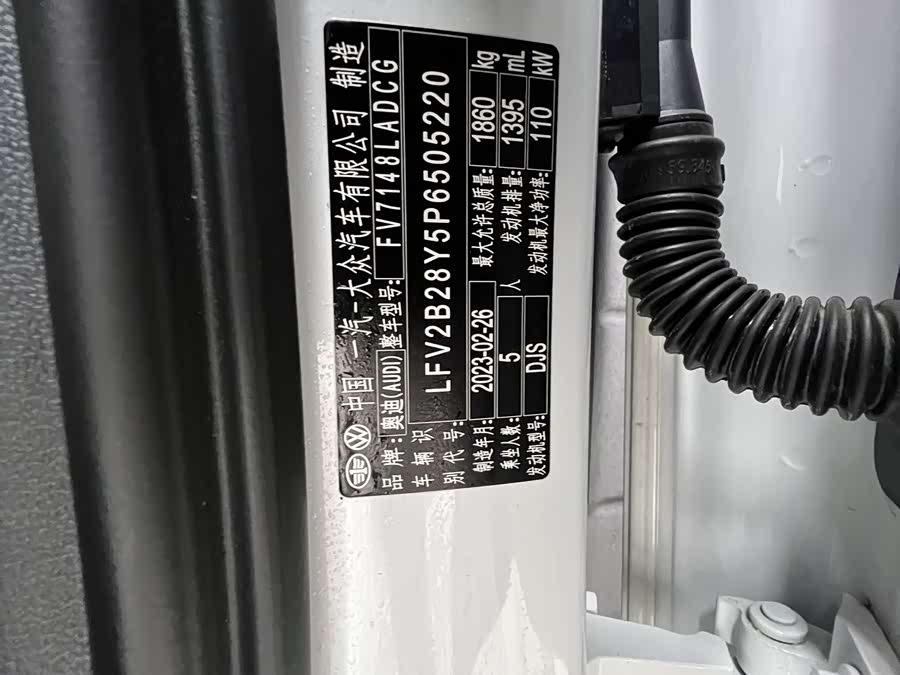 中国 一汽-大众汽车有限公司 制造
品牌: 奥迪(AUDI) 整车型号: FV7148LADCG
车辆识别代号: LFV2B28Y5P6505220
制造年月: 2023-02-26 最大允许总质量: 1860 kg
乘坐人数: 5 人 发动机排量: 1395 mL
发动机型号: DJS 发动机最大净功率: 110 kW